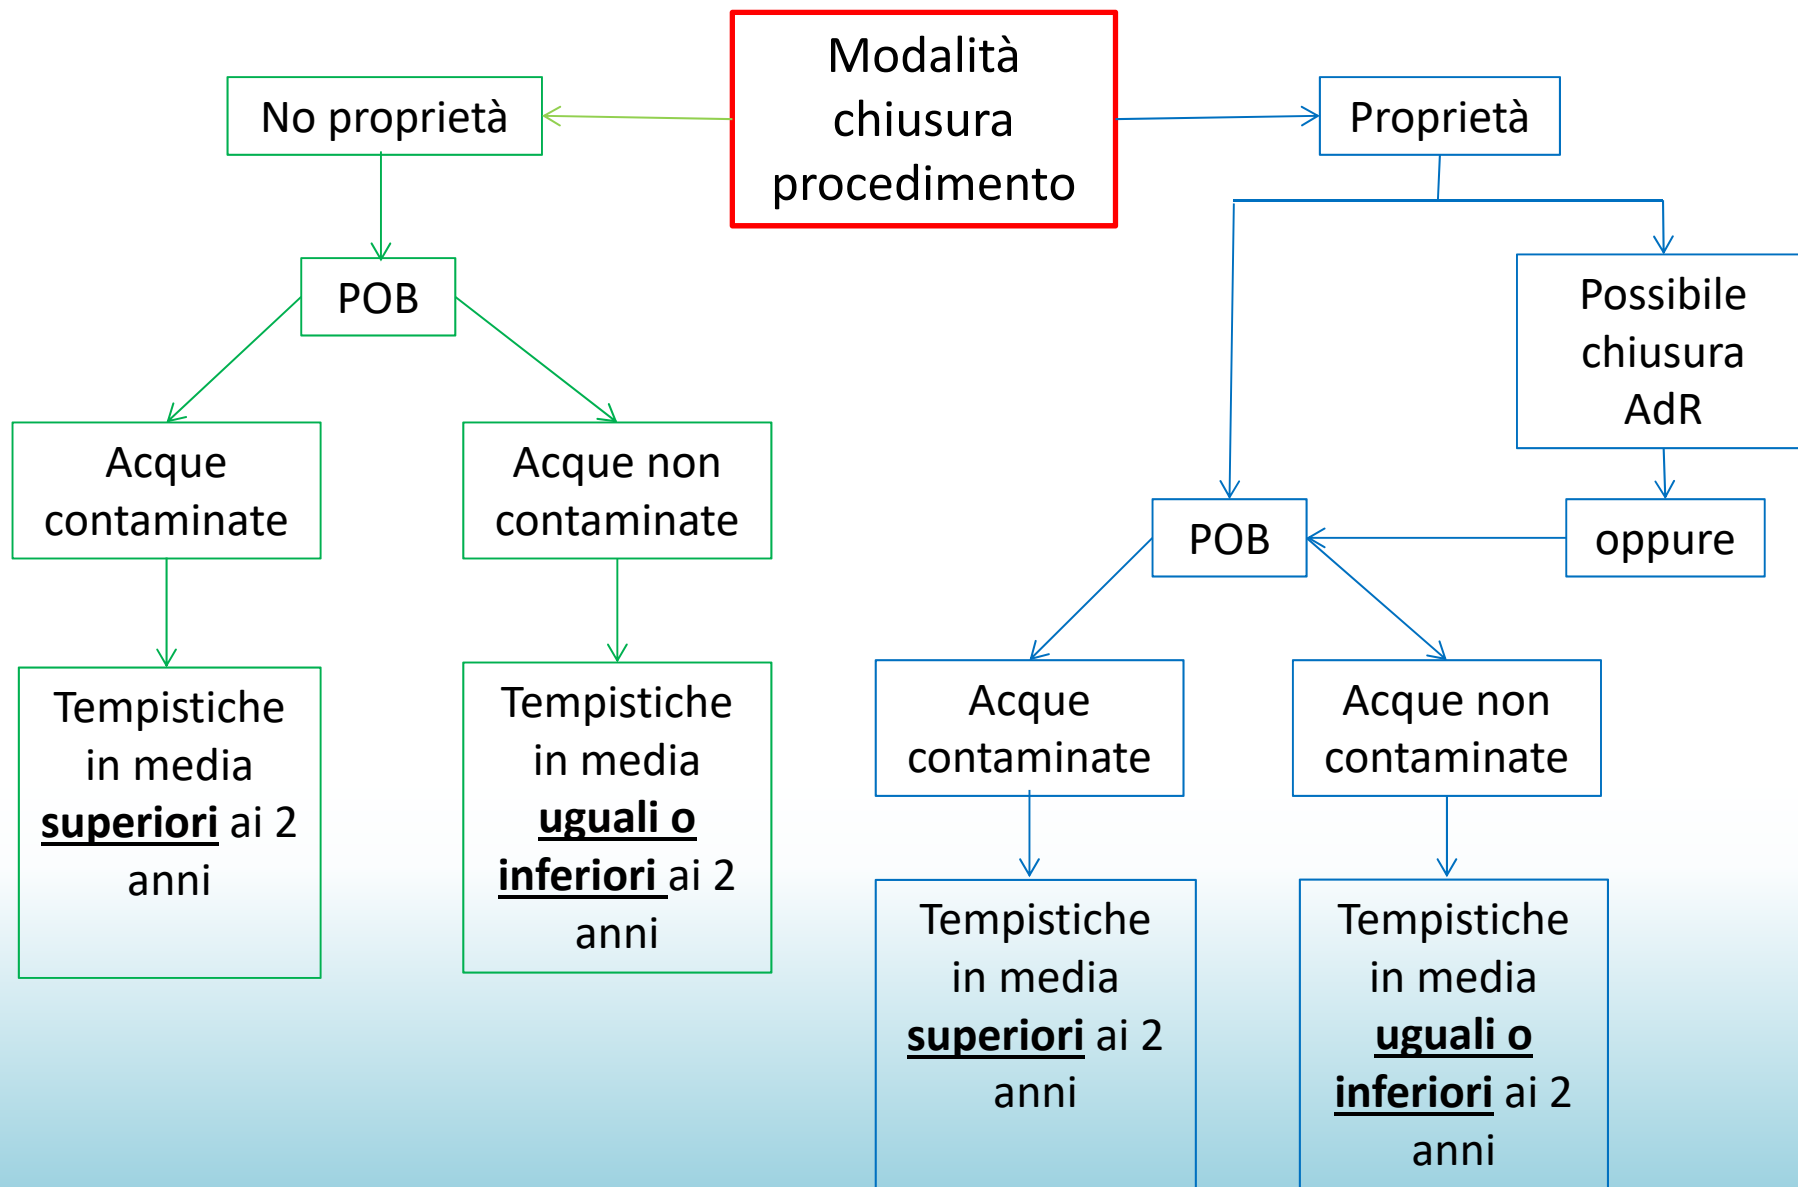 Modalità
chiusura
procedimento
No proprietà
Proprietà
POB
Possibile
chiusura
AdR
Acque
contaminate
Acque non
contaminate
POB
oppure
Tempistiche
in media
superiori ai 2
anni
Tempistiche
in media
uguali o
inferiori ai 2
anni
Acque
contaminate
Acque non
contaminate
Tempistiche
in media
superiori ai 2
anni
Tempistiche
in media
uguali o
inferiori ai 2
anni